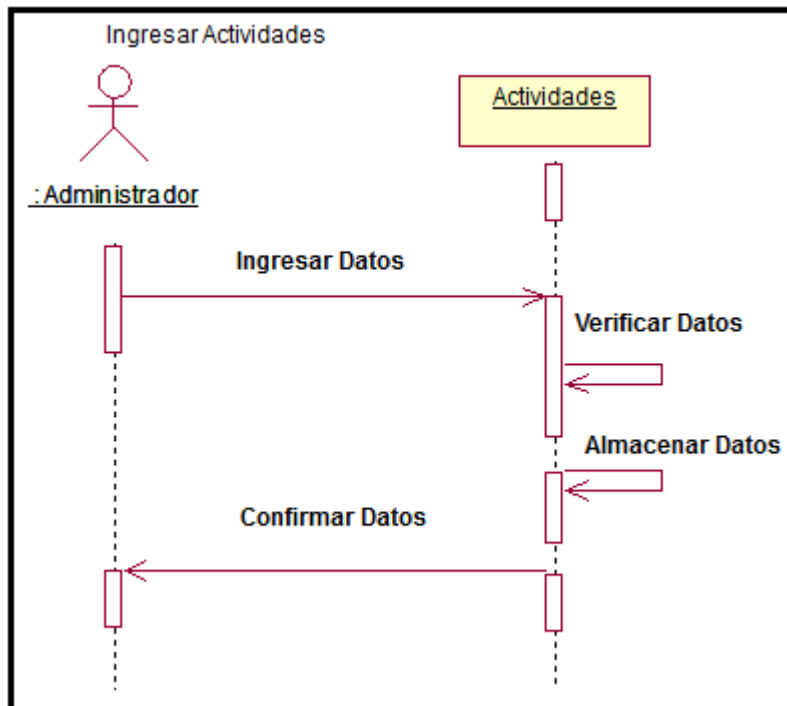 Ingresar Actividades
Actividades
: Administrador
Ingresar Datos
Verificar Datos
Almacenar Datos
Confirmar Datos